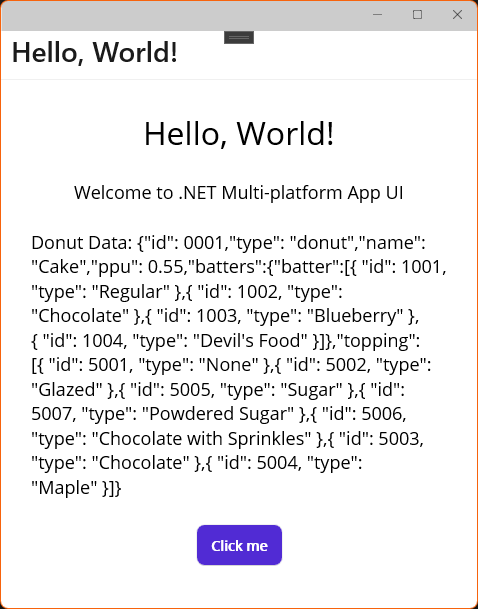 Hello, World!
Hello, World!
Welcome to .NET Multi-platform App UI
Donut Data: {"id": 0001,"type": "donut","name":
"Cake","ppu": 0.55,"batters":{"batter":[{ "id": 1001,
"type": "Regular" },{ "id": 1002, "type":
"Chocolate" },{ "id": 1003, "type": "Blueberry" },
{ "id": 1004, "type": "Devil's Food" }]},"topping":
[{ "id": 5001, "type": "None" },{ "id": 5002, "type":
"Glazed" },{ "id": 5005, "type": "Sugar" },{ "id":
5007, "type": "Powdered Sugar" },{ "id": 5006,
"type": "Chocolate with Sprinkles" },{ "id": 5003,
"type": "Chocolate" },{ "id": 5004, "type":
"Maple" }]}
Click me